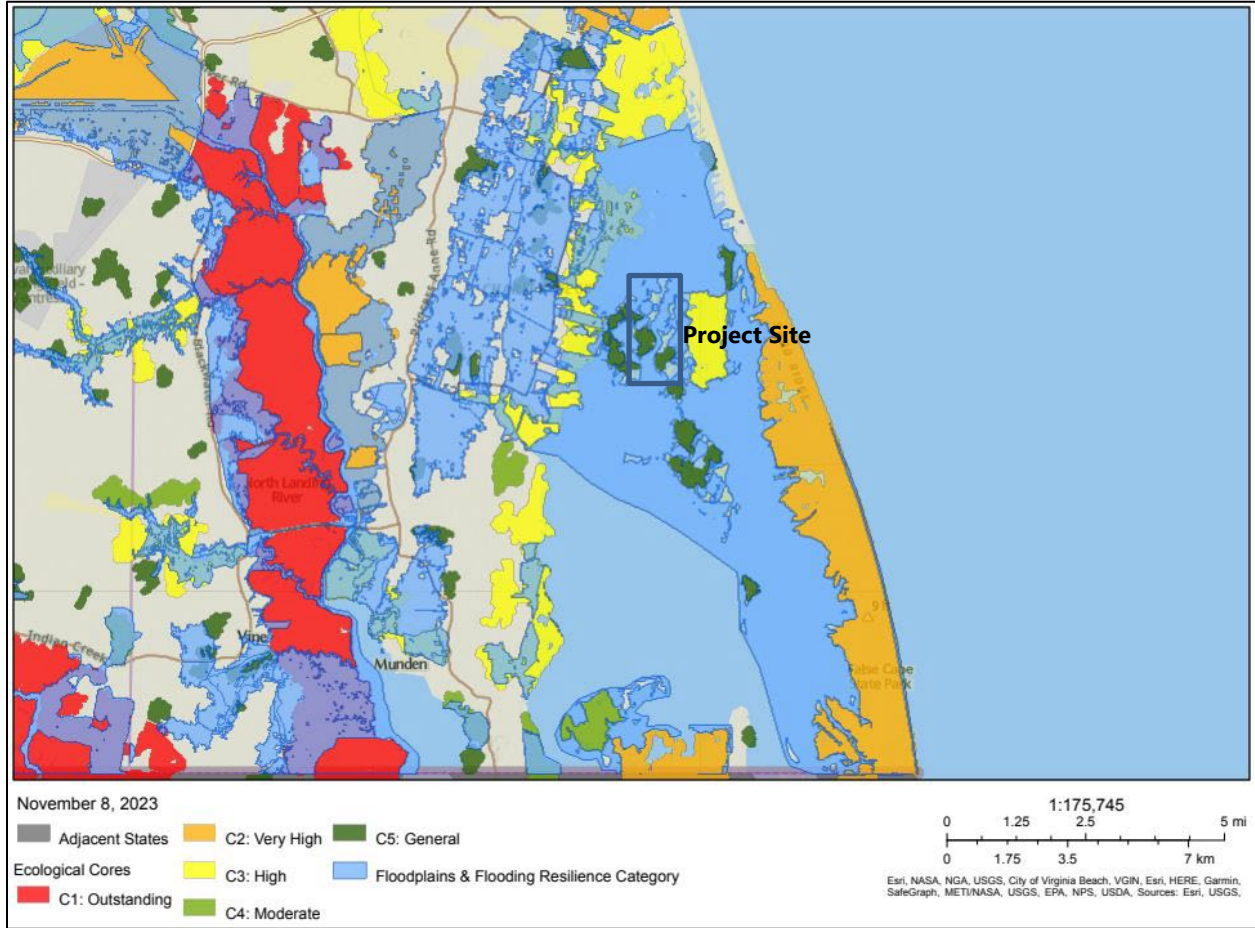 Princess Anne Rd
Project Site
Blackwater Rd
North Landing
River
Indian Creek
Vine
Munden
9 ft
False Cape
State Park
November 8, 2023
1:175,745
0 1.25 2.5 5 mi
0 1.75 3.5 7 km
Adjacent States
Ecological Cores
C1: Outstanding
C2: Very High
C3: High
C4: Moderate
C5: General
Floodplains & Flooding Resilience Category
Esri, NASA, NGA, USGS, City of Virginia Beach, VGIN, Esri, HERE, Garmin,
SafeGraph, METI/NASA, USGS, EPA, NPS, USDA, Sources: Esri, USGS,